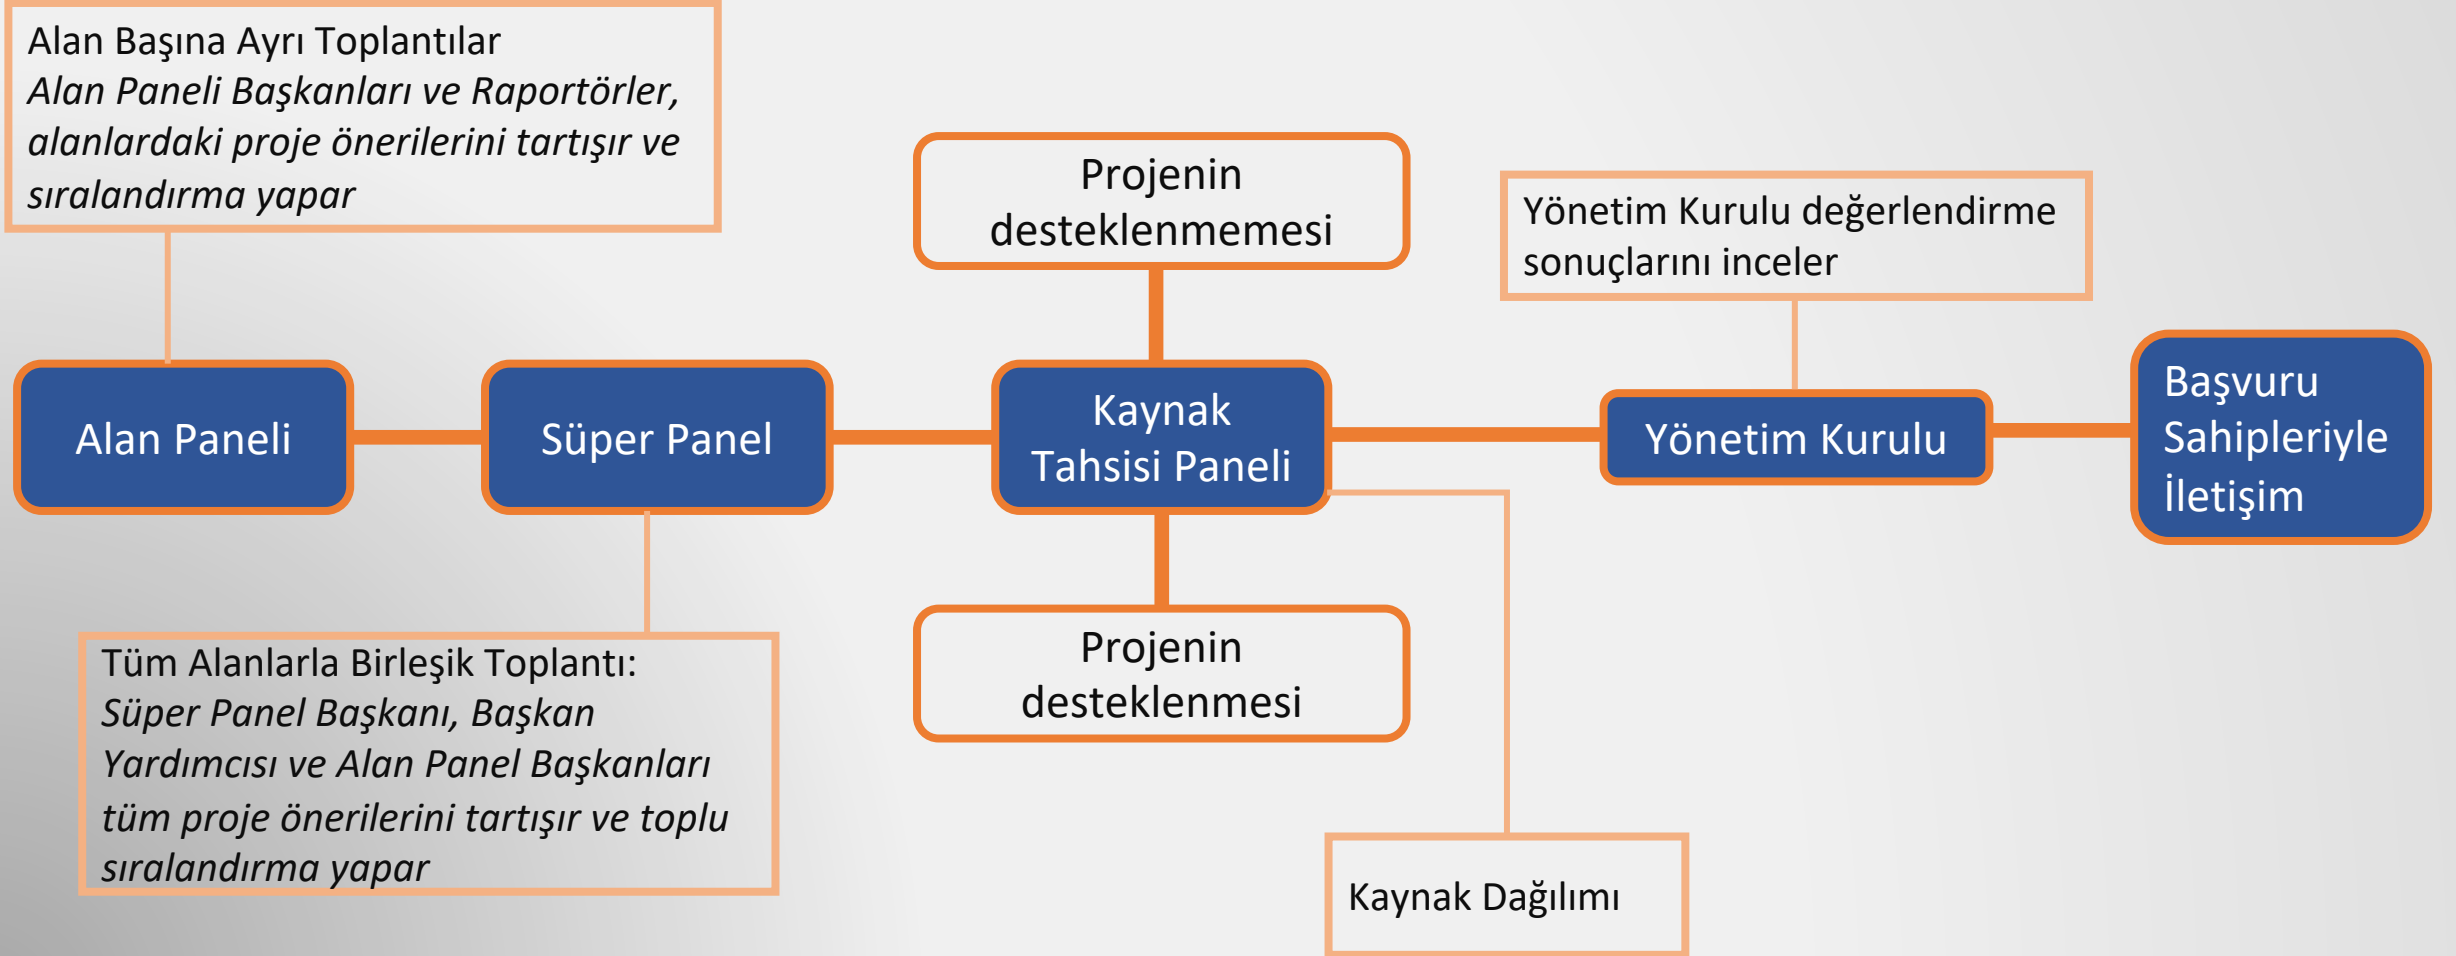 Alan Başına Ayrı Toplantılar
Alan Paneli Başkanları ve Raportörler,
alanlardaki proje önerilerini tartışır ve
sıralandırma yapar
Projenin
desteklenmemesi
Yönetim Kurulu değerlendirme
sonuçlarını inceler
Alan Paneli
Süper Panel
Kaynak
Tahsisi Paneli
Yönetim Kurulu
Başvuru
Sahipleriyle
İletişim
Tüm Alanlarla Birleşik Toplantı:
Süper Panel Başkanı, Başkan
Yardımcısı ve Alan Panel Başkanları
tüm proje önerilerini tartışır ve toplu
sıralandırma yapar
Projenin
desteklenmesi
Kaynak Dağılımı